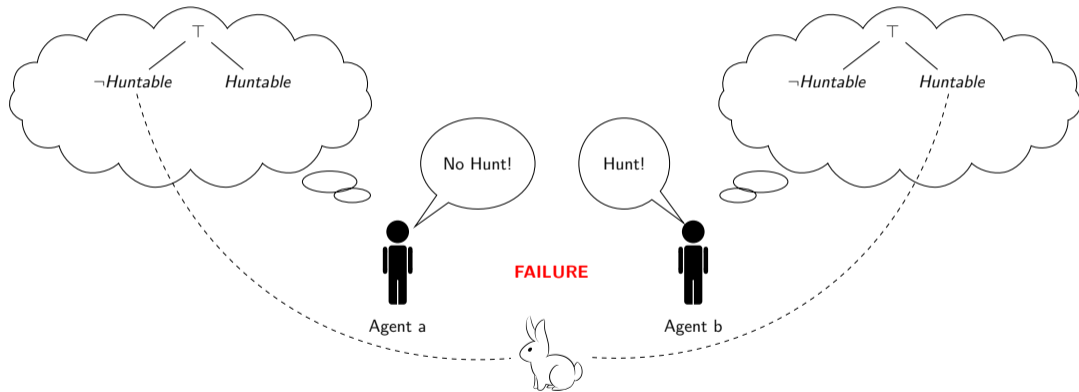 ⊤
¬Huntable Huntable
⊤
¬Huntable Huntable
No Hunt!
Hunt!
FAILURE
Agent a
Agent b